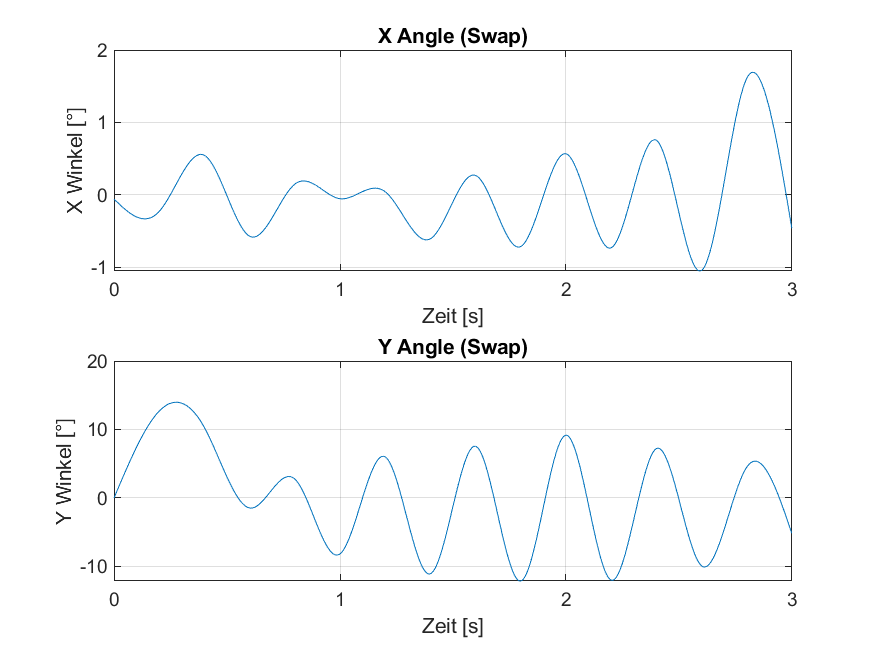 X Angle (Swap)
2
1
0
-1
X Winkel [°]
0 1 2 3
Zeit [s]
Y Angle (Swap)
20
10
0
-10
Y Winkel [°]
0 1 2 3
Zeit [s]